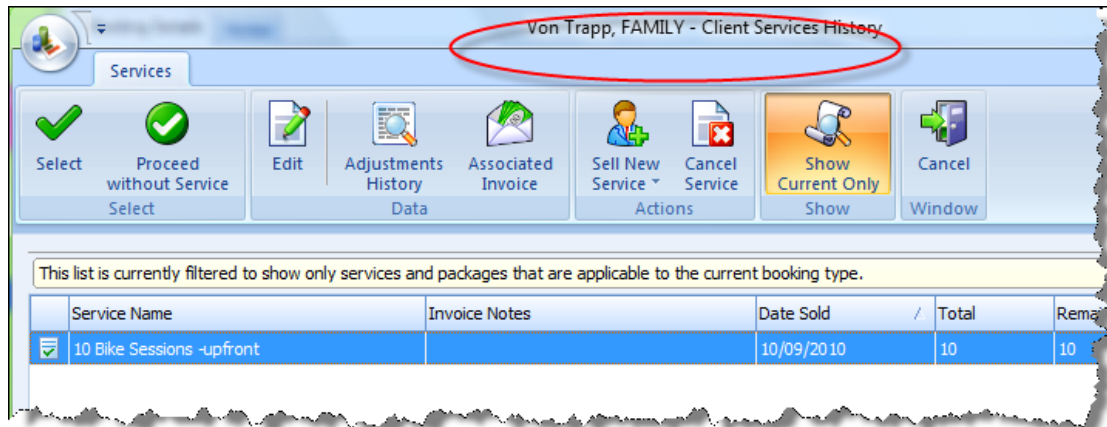 Von Trapp, FAMILY - Client Services History
Services
Select
Proceed
without Service
Edit
Adjustments
History
Associated
Invoice
Sell New
Service
Cancel
Service
Show
Current Only
Cancel
Select
Data
Actions
Show
Window
This list is currently filtered to show only services and packages that are applicable to the current booking type.
Service Name Invoice Notes Date Sold Total
10 Bike Sessions -upfront 10/09/2010 10 10